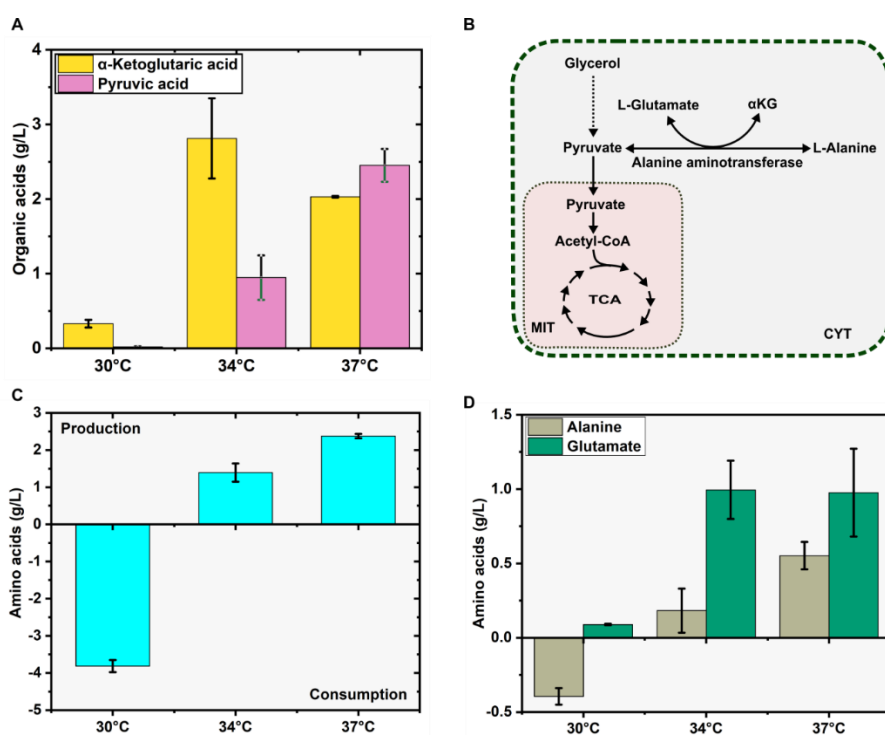 A
α-Ketoglutaric acid
Pyruvic acid
Organic acids (g/L)
4
3
2
1
0
30°C
34°C
37°C
B
Glycerol
L-Glutamate
αKG
Pyruvate
L-Alanine
Alanine aminotransferase
Pyruvate
Acetyl-CoA
TCA
MIT
CYT
C
Production
Amino acids (g/L)
3
2
1
0
-1
-2
-3
-4
-5
Consumption
30°C
34°C
37°C
D
Alanine
Glutamate
Amino acids (g/L)
1.5
1.0
0.5
0.0
-0.5
30°C
34°C
37°C